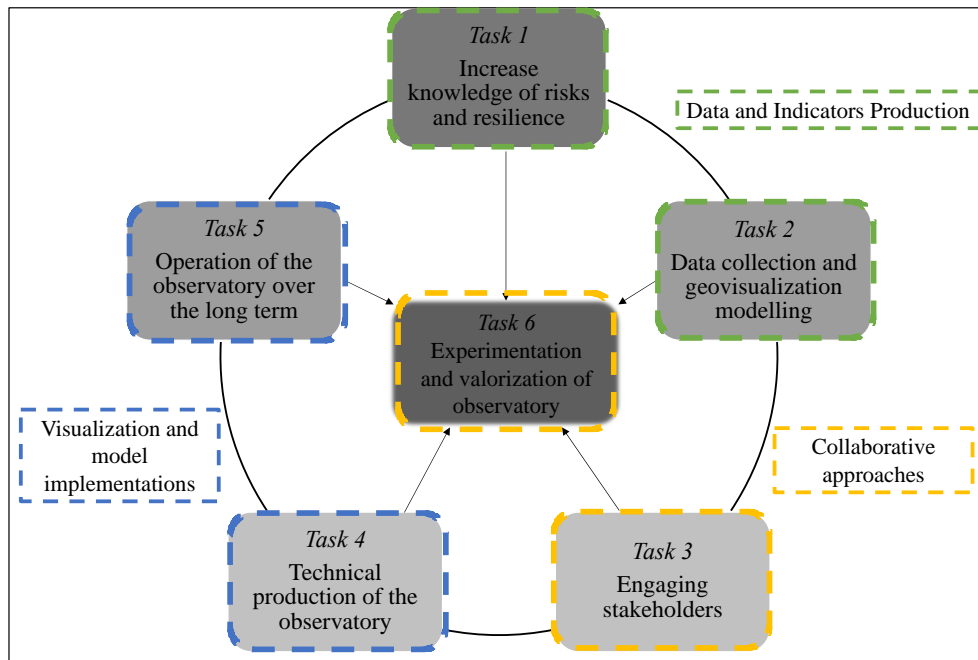 Task 1
Increase
knowledge of risks
and resilience
Data and Indicators Production
Task 5
Operation of the
observatory over
the long term
Task 2
Data collection and
geovisualization
modelling
Task 6
Experimentation
and valorization of
observatory
Visualization and
model
implementations
Collaborative
approaches
Task 4
Technical
production of the
observatory
Task 3
Engaging
stakeholders